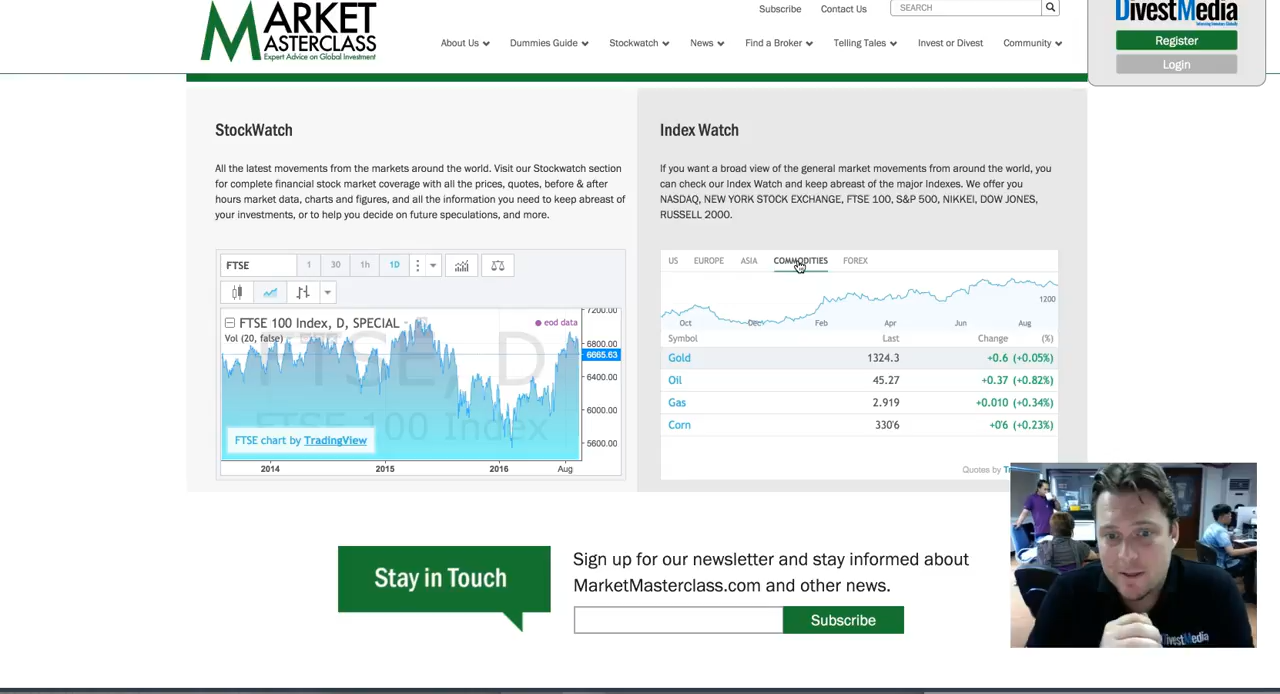 MARKET
MASTERCLASS
Expert Advice on Global Investment
Subscribe
Contact Us
SEARCH
About Us
Dummies Guide
Stockwatch
News
Find a Broker
Telling Tales
Invest or Divest
Community
DivestMedia
Register
Login
StockWatch
All the latest movements from the markets around the world. Visit our Stockwatch section
for complete financial stock market coverage with all the prices, quotes, before & after
hours market data, charts and figures, and all the information you need to keep abreast of
your investments, or to help you decide on future speculations, and more.
FTSE
1
30
1h
1D
FTSE 100 Index, D, SPECIAL
eod data
Vol (20, false)
FTSE, D
FTSE 100 Index
7200.00
6800.00
6665.63
6400.00
6000.00
5600.00
FTSE chart by TradingView
2014
2015
2016
Aug
Index Watch
If you want a broad view of the general market movements from around the world, you
can check our Index Watch and keep abreast of the major Indexes. We offer you
NASDAQ, NEW YORK STOCK EXCHANGE, FTSE 100, S&P 500, NIKKEI, DOW JONES,
RUSSELL 2000.
US
EUROPE
ASIA
COMMODITIES
FOREX
1200
Oct
Dec
Feb
Apr
Jun
Aug
Symbol
Last
Change
(%)
Gold
1324.3
+0.6 (+0.05%)
Oil
45.27
+0.37 (+0.82%)
Gas
2.919
+0.010 (+0.34%)
Corn
330'6
+0'6 (+0.23%)
Quotes by
Stay in Touch
Sign up for our newsletter and stay informed about
MarketMasterclass.com and other news.
Subscribe
DivestMedia